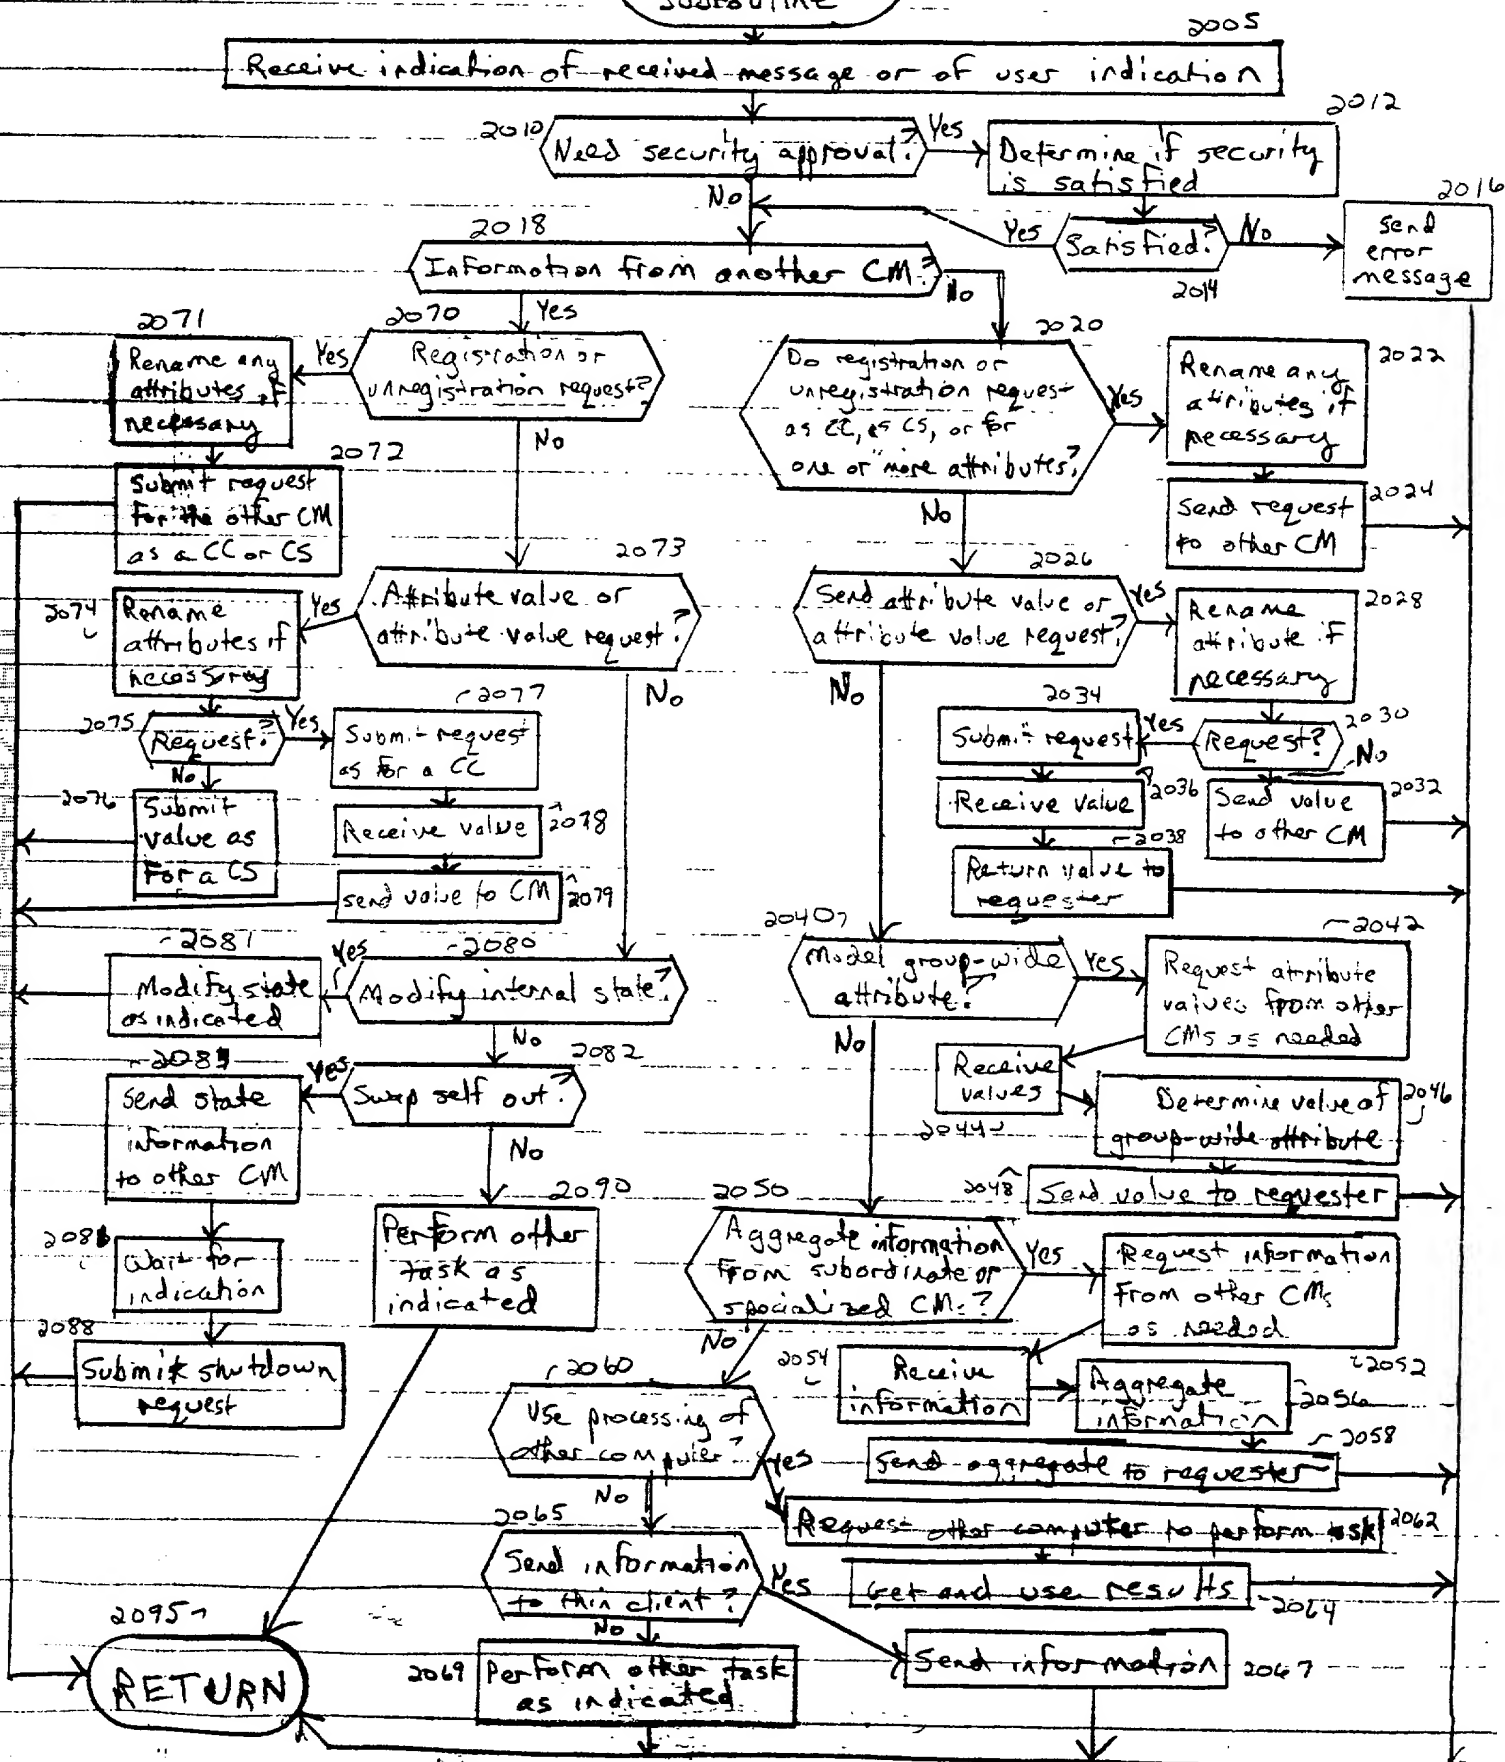 SUBROUTINE
2005
Receive indication of received message or of user indication
2010
Need security approval?
Yes
No
2012
Determine if security
is satisfied
Satisfied?
Yes
No
2014
2016
Send
error
message
2018
Information from another CM?
Yes
No
2070
Registration or
unregistration request?
Yes
No
2071
Rename any
attributes if
necessary
2072
Submit request
for the other CM
as a CC or CS
2020
Do registration or
unregistration request
as CC, as CS, or for
one or more attributes?
Yes
No
2022
Rename any
attributes if
necessary
2024
Send request
to other CM
2073
Attribute value or
attribute value request?
Yes
No
2074
Rename
attributes if
necessary
2075
Request?
Yes
No
2076
Submit
value as
for a CS
2077
Submit request
as for a CC
2078
Receive value
2079
send value to CM
2026
Send attribute value or
attribute value request?
Yes
No
2028
Rename
attribute if
necessary
2030
Request?
Yes
No
2032
Send value
to other CM
2034
Submit request
2036
Receive value
2038
Return value to
requester
2080
Modify internal state?
Yes
No
2081
Modify state
as indicated
2082
Swap self out?
Yes
No
Send state
information
to other CM
Wait for
indication
2088
Submit shutdown
request
2090
Perform other
task as
indicated
2040
Model group-wide
attribute?
Yes
No
2042
Request attribute
values from other
CMs as needed
2044
Receive
values
2046
Determine value of
group-wide attribute
2048
Send value to requester
2050
Aggregate information
from subordinate or
specialized CMs?
Yes
No
2052
Request information
from other CMs
as needed
2054
Receive
information
2056
Aggregate
information
2058
Send aggregate to requester
2060
Use processing of
other computer?
Yes
No
2062
Request other computer to perform task
2064
Get and use results
2065
Send information
to thin client?
Yes
No
2067
Send information
2069
Perform other task
as indicated
2095
RETURN